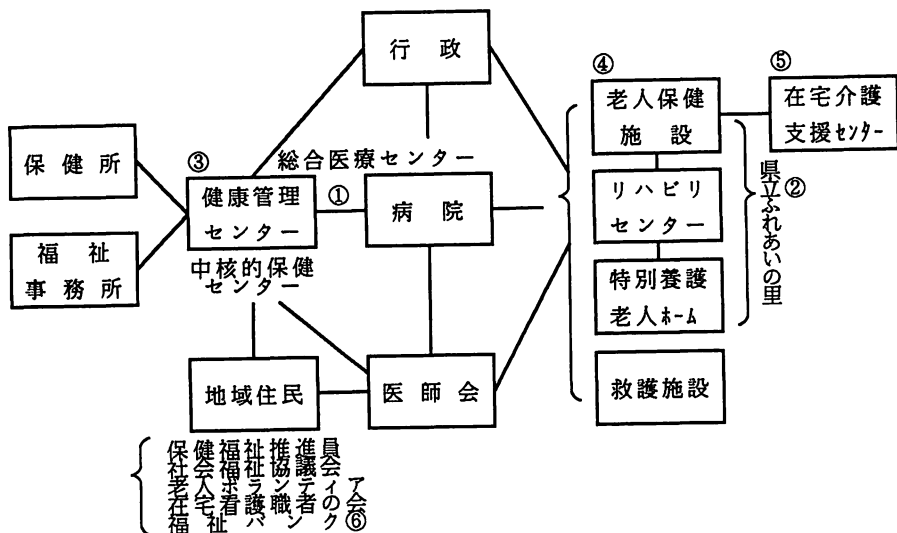 行政
④
⑤
老人保健
施設
在宅介護
支援センター
保健所
総合医療センター
③
健康管理
センター
①
病院
リハビリ
センター
県立ふれあいの里
②
福祉
事務所
中核的保健
センター
特別養護
老人ホーム
地域住民
医師会
救護施設
保健福祉推進員
社会福祉協議会
老人ボランティア
在宅看護職者の会
福祉バンク⑥